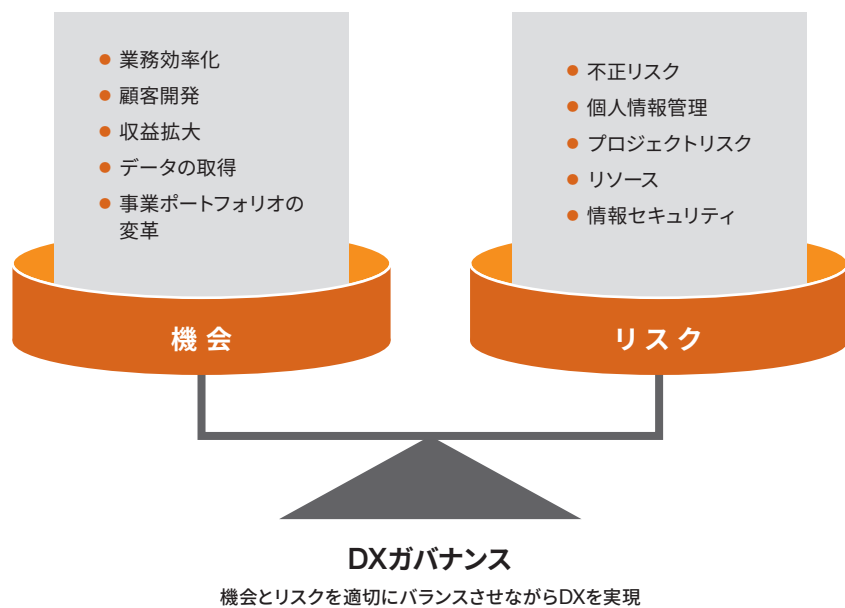 業務効率化
顧客開発
収益拡大
データの取得
事業ポートフォリオの
変革
機会
不正リスク
個人情報管理
プロジェクトリスク
リソース
情報セキュリティ
リスク
DXガバナンス
機会とリスクを適切にバランスさせながらDXを実現